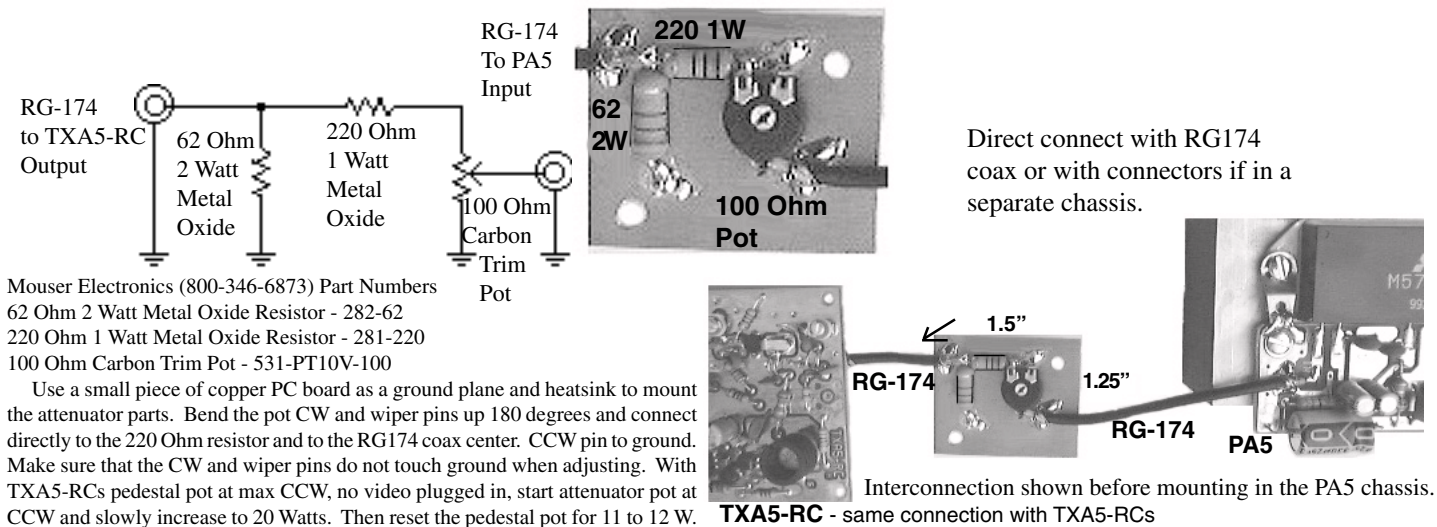 RG-174
to TXA5-RC
Output
62 Ohm
2 Watt
Metal
Oxide
220 Ohm
1 Watt
Metal
Oxide
100 Ohm
Carbon
Trim
Pot
RG-174
To PA5
Input
220 1W
62
2W
100 Ohm
Pot
Direct connect with RG174
coax or with connectors if in a
separate chassis.
Mouser Electronics (800-346-6873) Part Numbers
62 Ohm 2 Watt Metal Oxide Resistor - 282-62
220 Ohm 1 Watt Metal Oxide Resistor - 281-220
100 Ohm Carbon Trim Pot - 531-PT10V-100
Use a small piece of copper PC board as a ground plane and heatsink to mount
the attenuator parts. Bend the pot CW and wiper pins up 180 degrees and connect
directly to the 220 Ohm resistor and to the RG174 coax center. CCW pin to ground.
Make sure that the CW and wiper pins do not touch ground when adjusting. With
TXA5-RCs pedestal pot at max CCW, no video plugged in, start attenuator pot at
CCW and slowly increase to 20 Watts. Then reset the pedestal pot for 11 to 12 W.
1.5”
1.25”
RG-174
RG-174
PA5
M57
Interconnection shown before mounting in the PA5 chassis.
TXA5-RC - same connection with TXA5-RCs